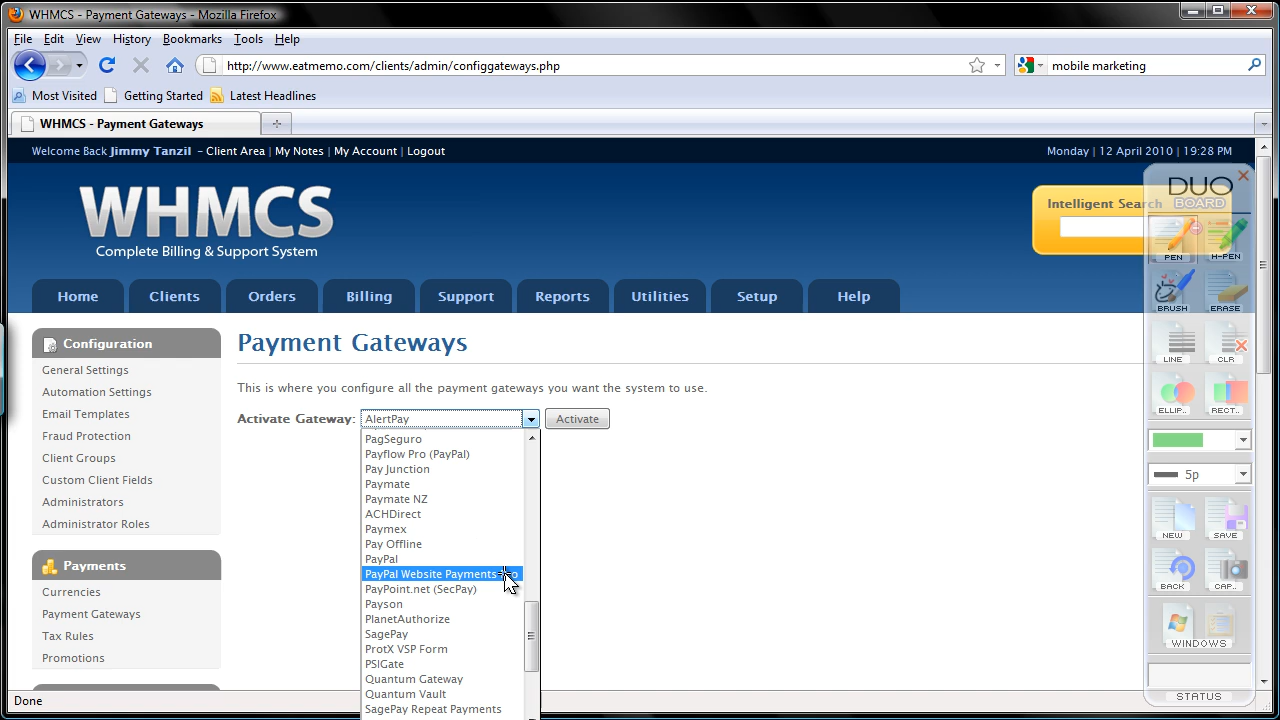 WHMCS - Payment Gateways - Mozilla Firefox
File Edit View History Bookmarks Tools Help
http://www.eatmemo.com/clients/admin/configgateways.php
mobile marketing
Most Visited Getting Started Latest Headlines
WHMCS - Payment Gateways
Welcome Back Jimmy Tanzil - Client Area | My Notes | My Account | Logout
Monday | 12 April 2010 | 19:28 PM
WHMCS
Complete Billing & Support System
Intelligent Search
DUO
BOARD
PEN H-PEN
BRUSH ERASE
LINE CLR
ELLIP.. RECT..
5p
NEW SAVE
BACK CAP..
WINDOWS
STATUS
Home Clients Orders Billing Support Reports Utilities Setup Help
Configuration
General Settings
Automation Settings
Email Templates
Fraud Protection
Client Groups
Custom Client Fields
Administrators
Administrator Roles
Payments
Currencies
Payment Gateways
Tax Rules
Promotions
Payment Gateways
This is where you configure all the payment gateways you want the system to use.
Activate Gateway: AlertPay Activate
PagSeguro
Payflow Pro (PayPal)
Pay Junction
Paymate
Paymate NZ
ACHDirect
Paymex
Pay Offline
PayPal
PayPal Website Payments
PayPoint.net (SecPay)
Payson
PlanetAuthorize
SagePay
ProtX VSP Form
PSIGate
Quantum Gateway
Quantum Vault
SagePay Repeat Payments
Done